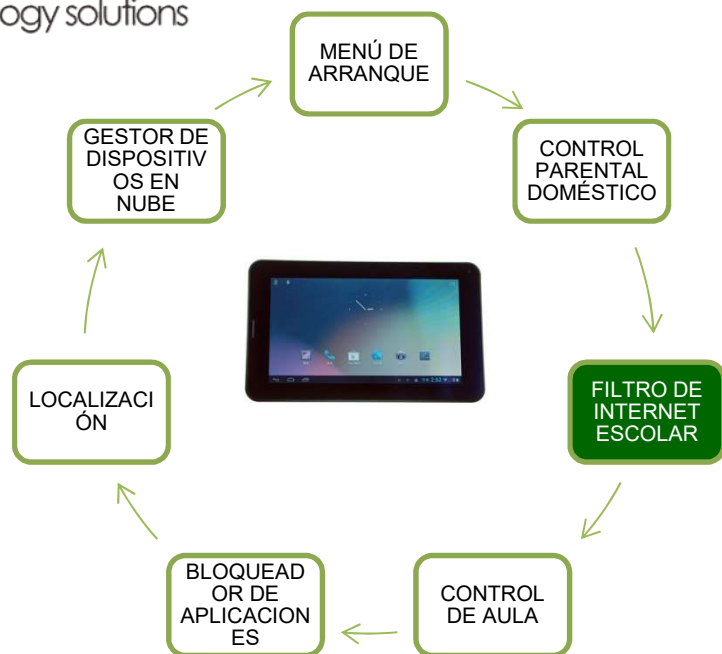 ogy solutions
MENÚ DE
ARRANQUE
CONTROL
PARENTAL
DOMÉSTICO
FILTRO DE
INTERNET
ESCOLAR
CONTROL
DE AULA
BLOQUEAD
OR DE
APLICACION
ES
LOCALIZACI
ÓN
GESTOR DE
DISPOSITIV
OS EN
NUBE